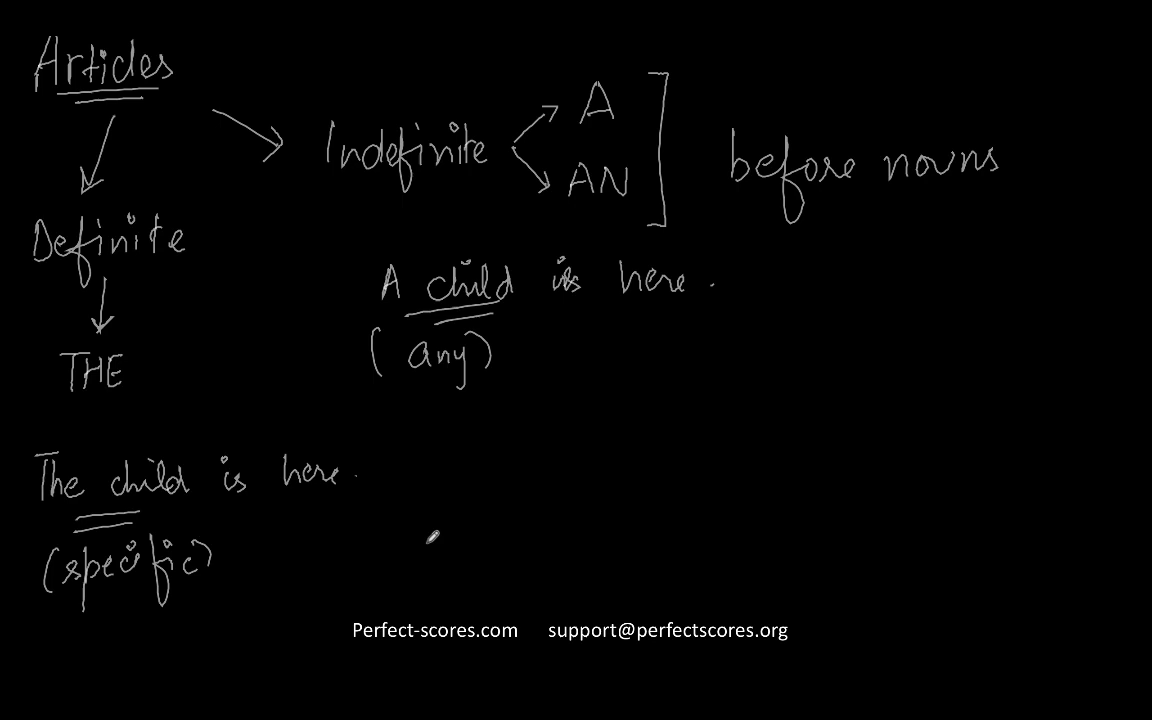 Articles
Indefinite
A
AN
before nouns
Definite
THE
A child is here.
(any)
The child is here.
(specific)
Perfect-scores.com support@perfectscores.org